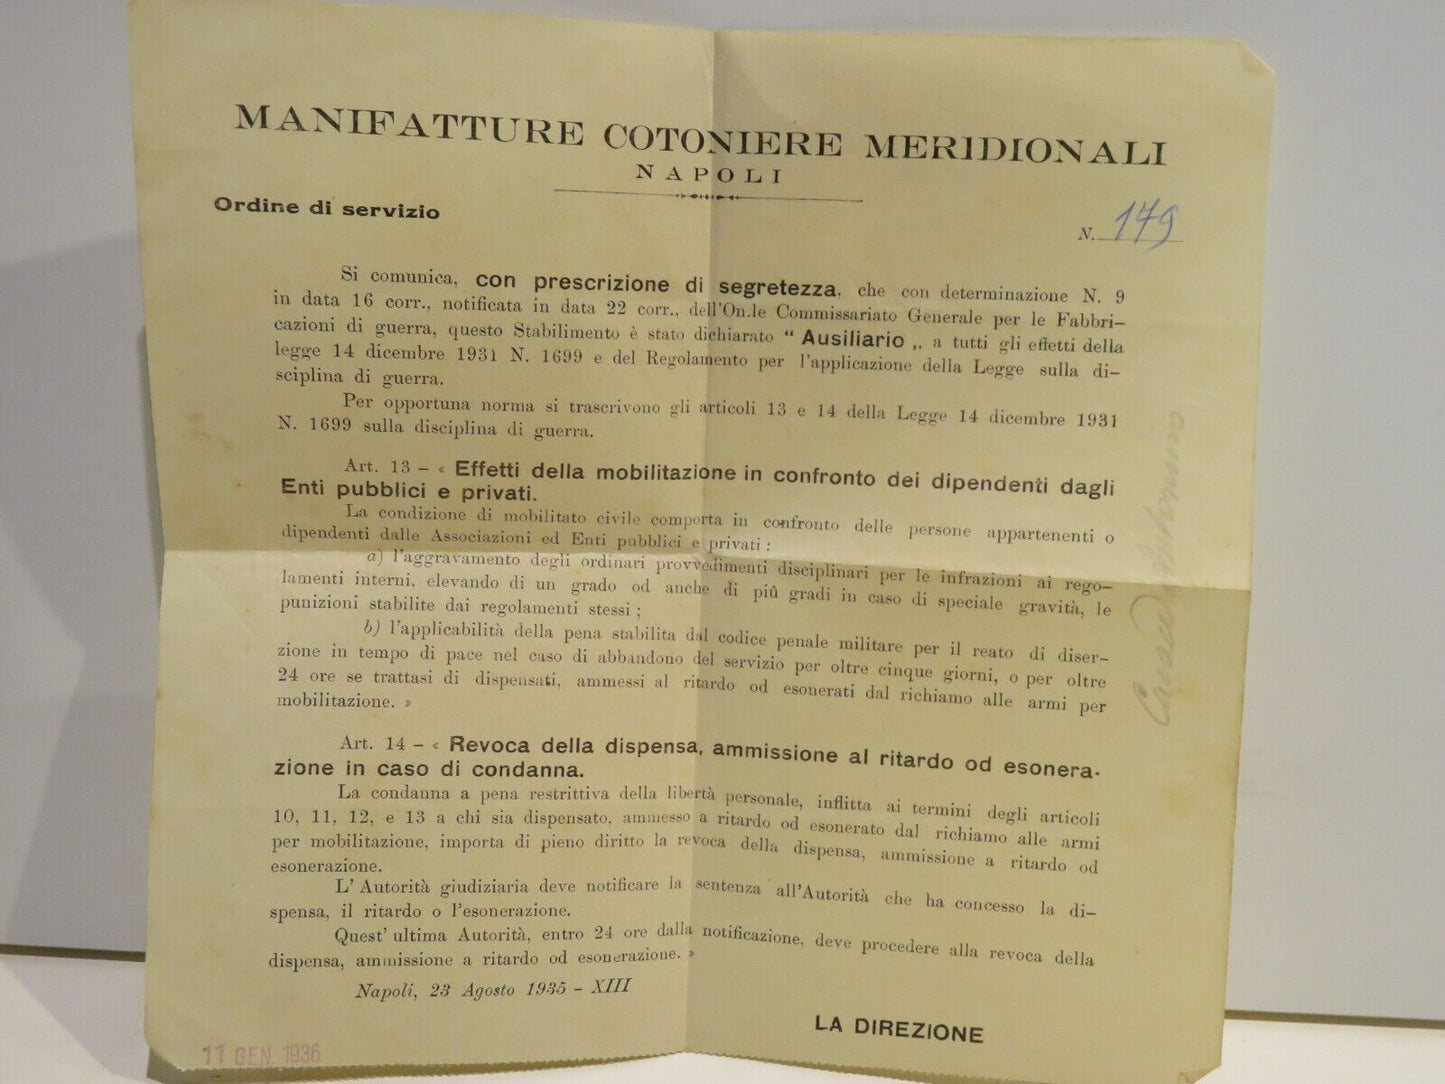 MANIFATTURE COTONIERE MERIDIONALI
NAPOLI
Ordine di servizio
N. 149
Si comunica, con prescrizione di segretezza, che con determinazione N. 9
in data 16 corr., notificata in data 22 corr., dell'On.le Commissariato Generale per le Fabbri-
cazioni di guerra, questo Stabilimento è stato dichiarato “ Ausiliario „ a tutti gli effetti della
legge 14 dicembre 1931 N. 1699 e del Regolamento per l'applicazione della Legge sulla di-
sciplina di guerra.
Per opportuna norma si trascrivono gli articoli 13 e 14 della Legge 14 dicembre 1931
N. 1699 sulla disciplina di guerra.
Art. 13 – « Effetti della mobilitazione in confronto dei dipendenti dagli
Enti pubblici e privati.
La condizione di mobilitato civile comporta in confronto delle persone appartenenti o
dipendenti dalle Associazioni ed Enti pubblici e privati :
a) l'aggravamento degli ordinari provvedimenti disciplinari per le infrazioni ai rego-
lamenti interni, elevando di un grado od anche di più gradi in caso di speciale gravità, le
punizioni stabilite dai regolamenti stessi ;
b) l'applicabilità della pena stabilita dal codice penale militare per il reato di diser-
zione in tempo di pace nel caso di abbandono del servizio per oltre cinque giorni, o per oltre
24 ore se trattasi di dispensati, ammessi al ritardo od esonerati dal richiamo alle armi per
mobilitazione. »
Art. 14 – « Revoca della dispensa, ammissione al ritardo od esonera-
zione in caso di condanna.
La condanna a pena restrittiva della libertà personale, inflitta ai termini degli articoli
10, 11, 12, e 13 a chi sia dispensato, ammesso a ritardo od esonerato dal richiamo alle armi
per mobilitazione, importa di pieno diritto la revoca della dispensa, ammissione a ritardo od
esonerazione.
L' Autorità giudiziaria deve notificare la sentenza all'Autorità che ha concesso la di-
spensa, il ritardo o l'esonerazione.
Quest' ultima Autorità, entro 24 ore dalla notificazione, deve procedere alla revoca della
dispensa, ammissione a ritardo od esonerazione. »
Napoli, 23 Agosto 1935 – XIII
LA DIREZIONE
11 GEN. 1936